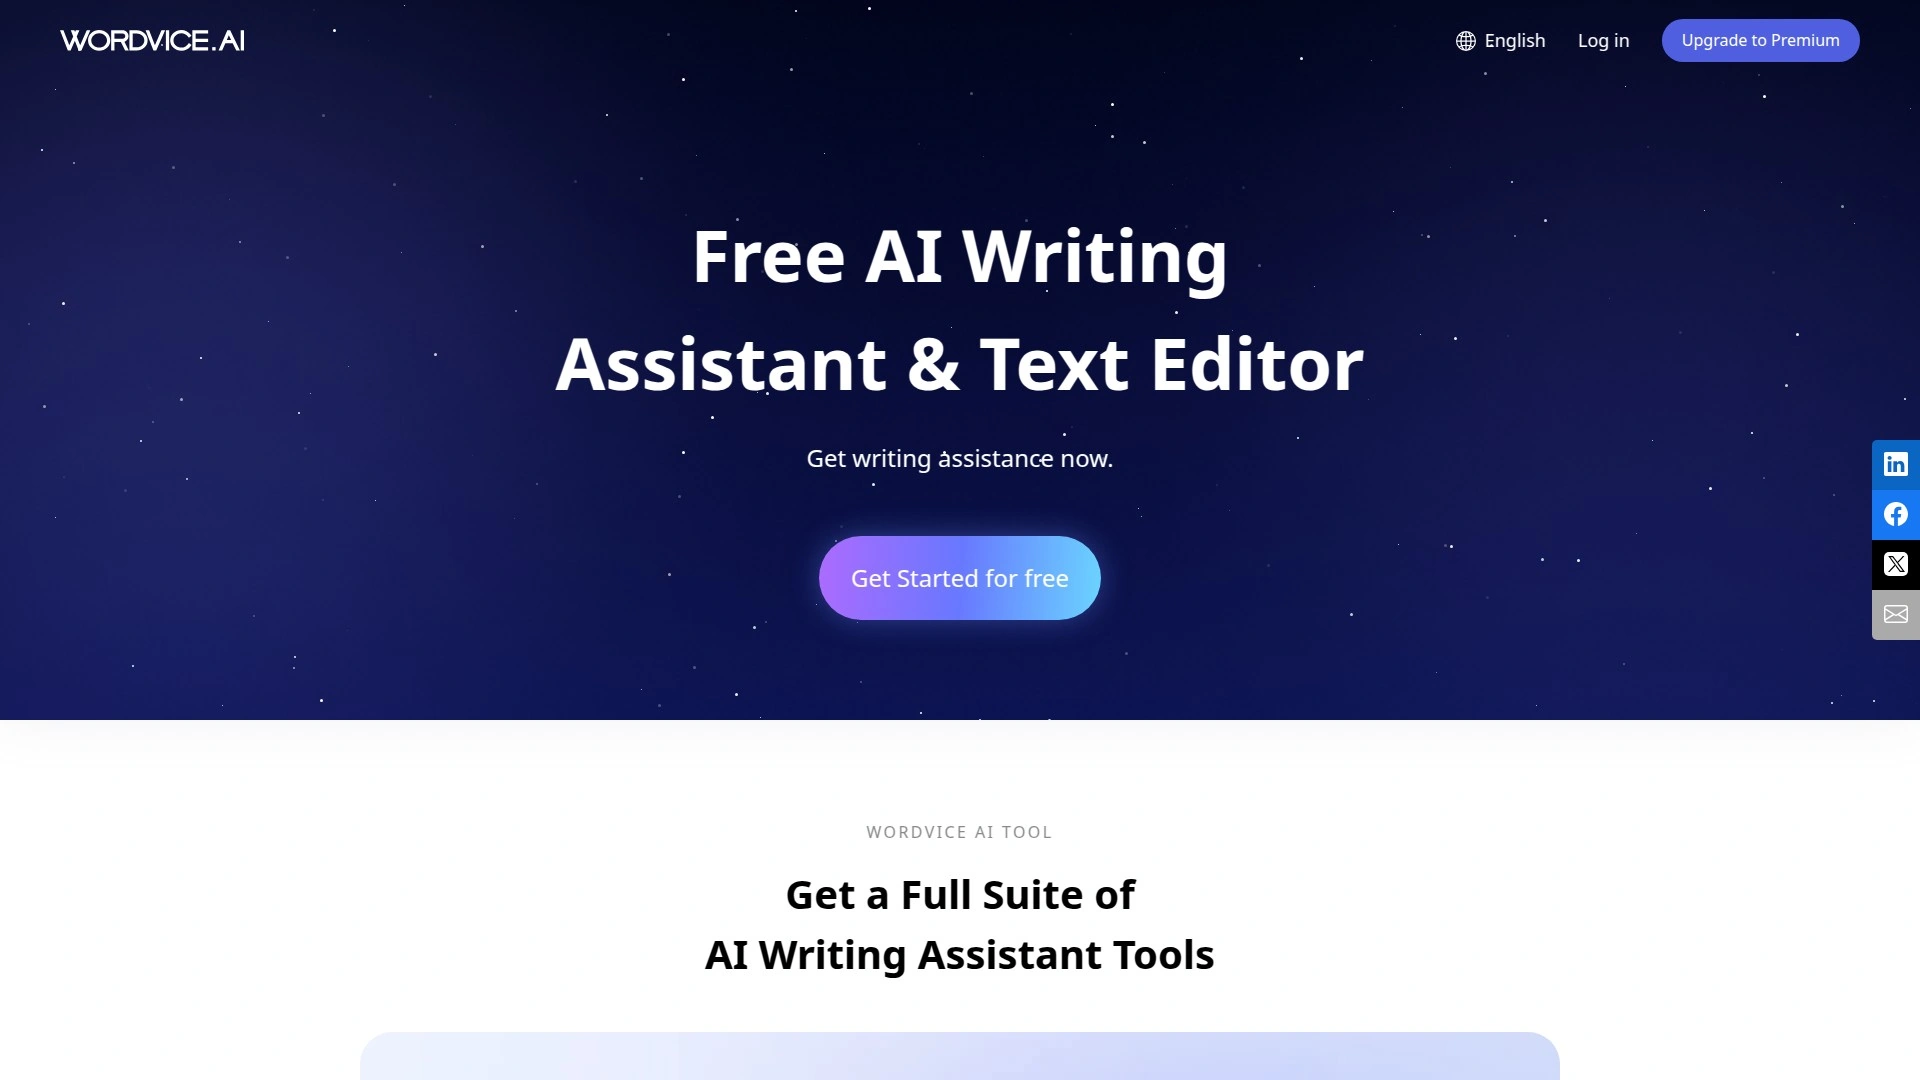 WORDVICE.AI
English
Log in
Upgrade to Premium
Free AI Writing
Assistant & Text Editor
Get writing assistance now.
Get Started for free
WORDVICE AI TOOL
Get a Full Suite of
AI Writing Assistant Tools